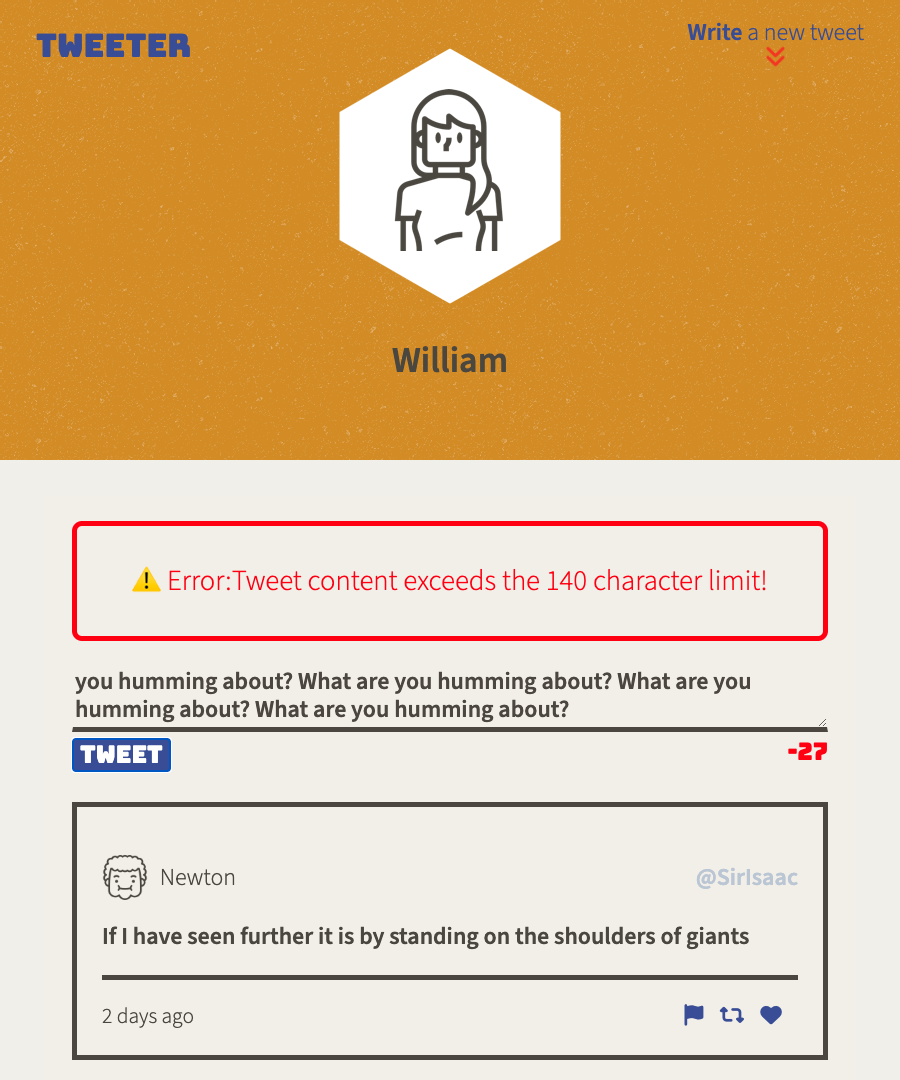 TWEETER
Write a new tweet
William
⚠️ Error:Tweet content exceeds the 140 character limit!
you humming about? What are you humming about? What are you
humming about? What are you humming about?
TWEET
-27
Newton
@SirIsaac
If I have seen further it is by standing on the shoulders of giants
2 days ago